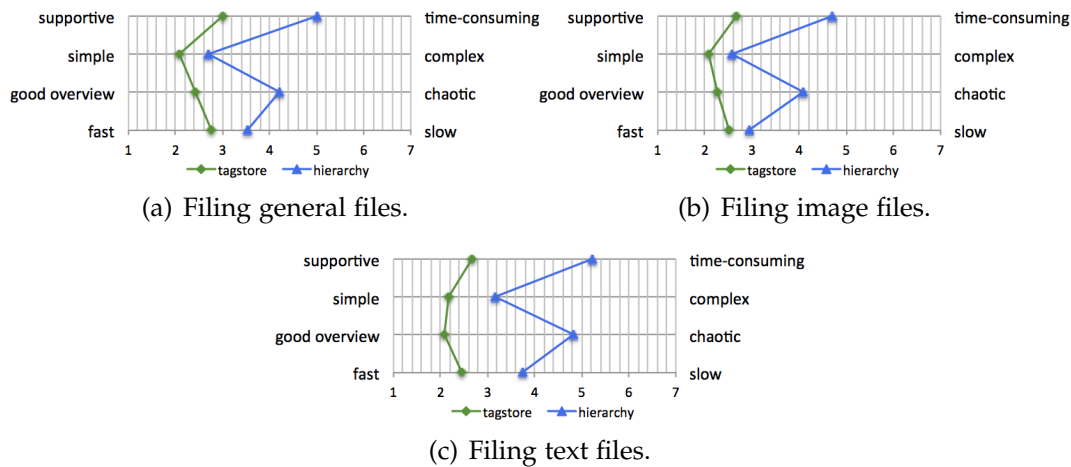 supportive time-consuming
simple complex
good overview chaotic
fast slow
1 2 3 4 5 6 7
tagstore hierarchy
(a) Filing general files.
supportive time-consuming
simple complex
good overview chaotic
fast slow
1 2 3 4 5 6 7
tagstore hierarchy
(b) Filing image files.
supportive time-consuming
simple complex
good overview chaotic
fast slow
1 2 3 4 5 6 7
tagstore hierarchy
(c) Filing text files.